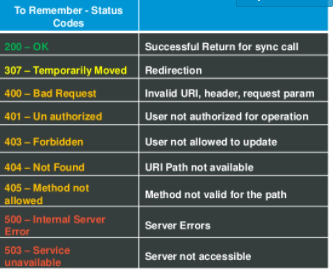 To Remember - Status
Codes
200 – OK
Successful Return for sync call
307 – Temporarily Moved
Redirection
400 – Bad Request
Invalid URI, header, request param
401 – Un authorized
User not authorized for operation
403 – Forbidden
User not allowed to update
404 – Not Found
URI Path not available
405 – Method not
allowed
Method not valid for the path
500 – Internal Server
Error
Server Errors
503 – Service
unavailable
Server not accessible